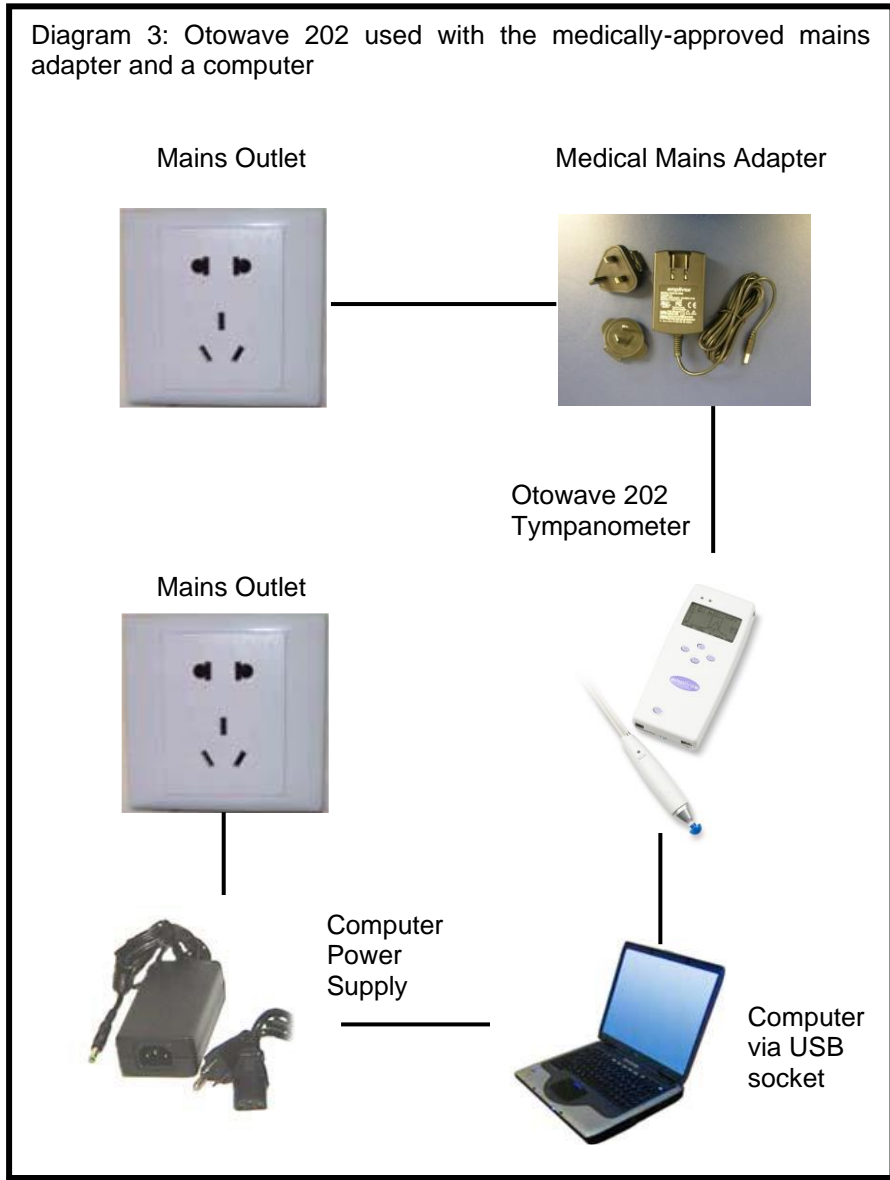 Diagram 3: Otowave 202 used with the medically-approved mains
adapter and a computer
Mains Outlet
Medical Mains Adapter
Otowave 202
Tympanometer
Mains Outlet
Computer
Power
Supply
Computer
via USB
socket